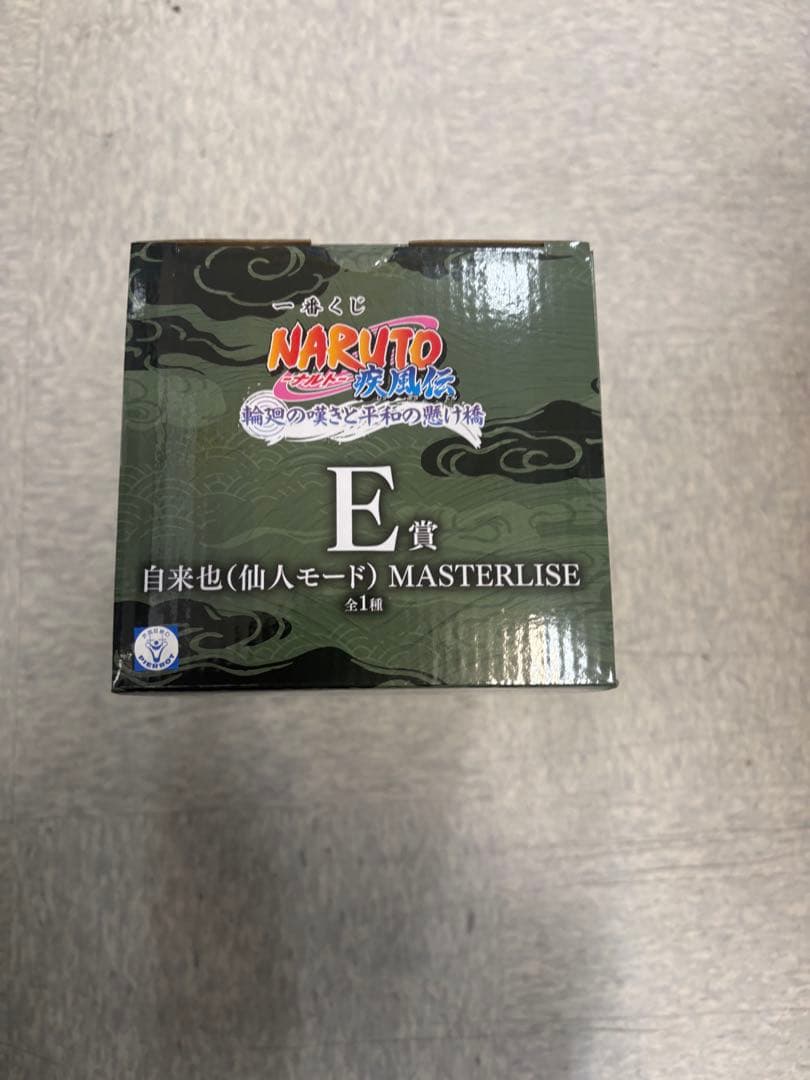 一番くじ
NARUTO
-ナルト-
疾風伝
輪廻の嘆きと平和の懸け橋
E賞
自来也(仙人モード) MASTERLISE
全1種
PIERROT